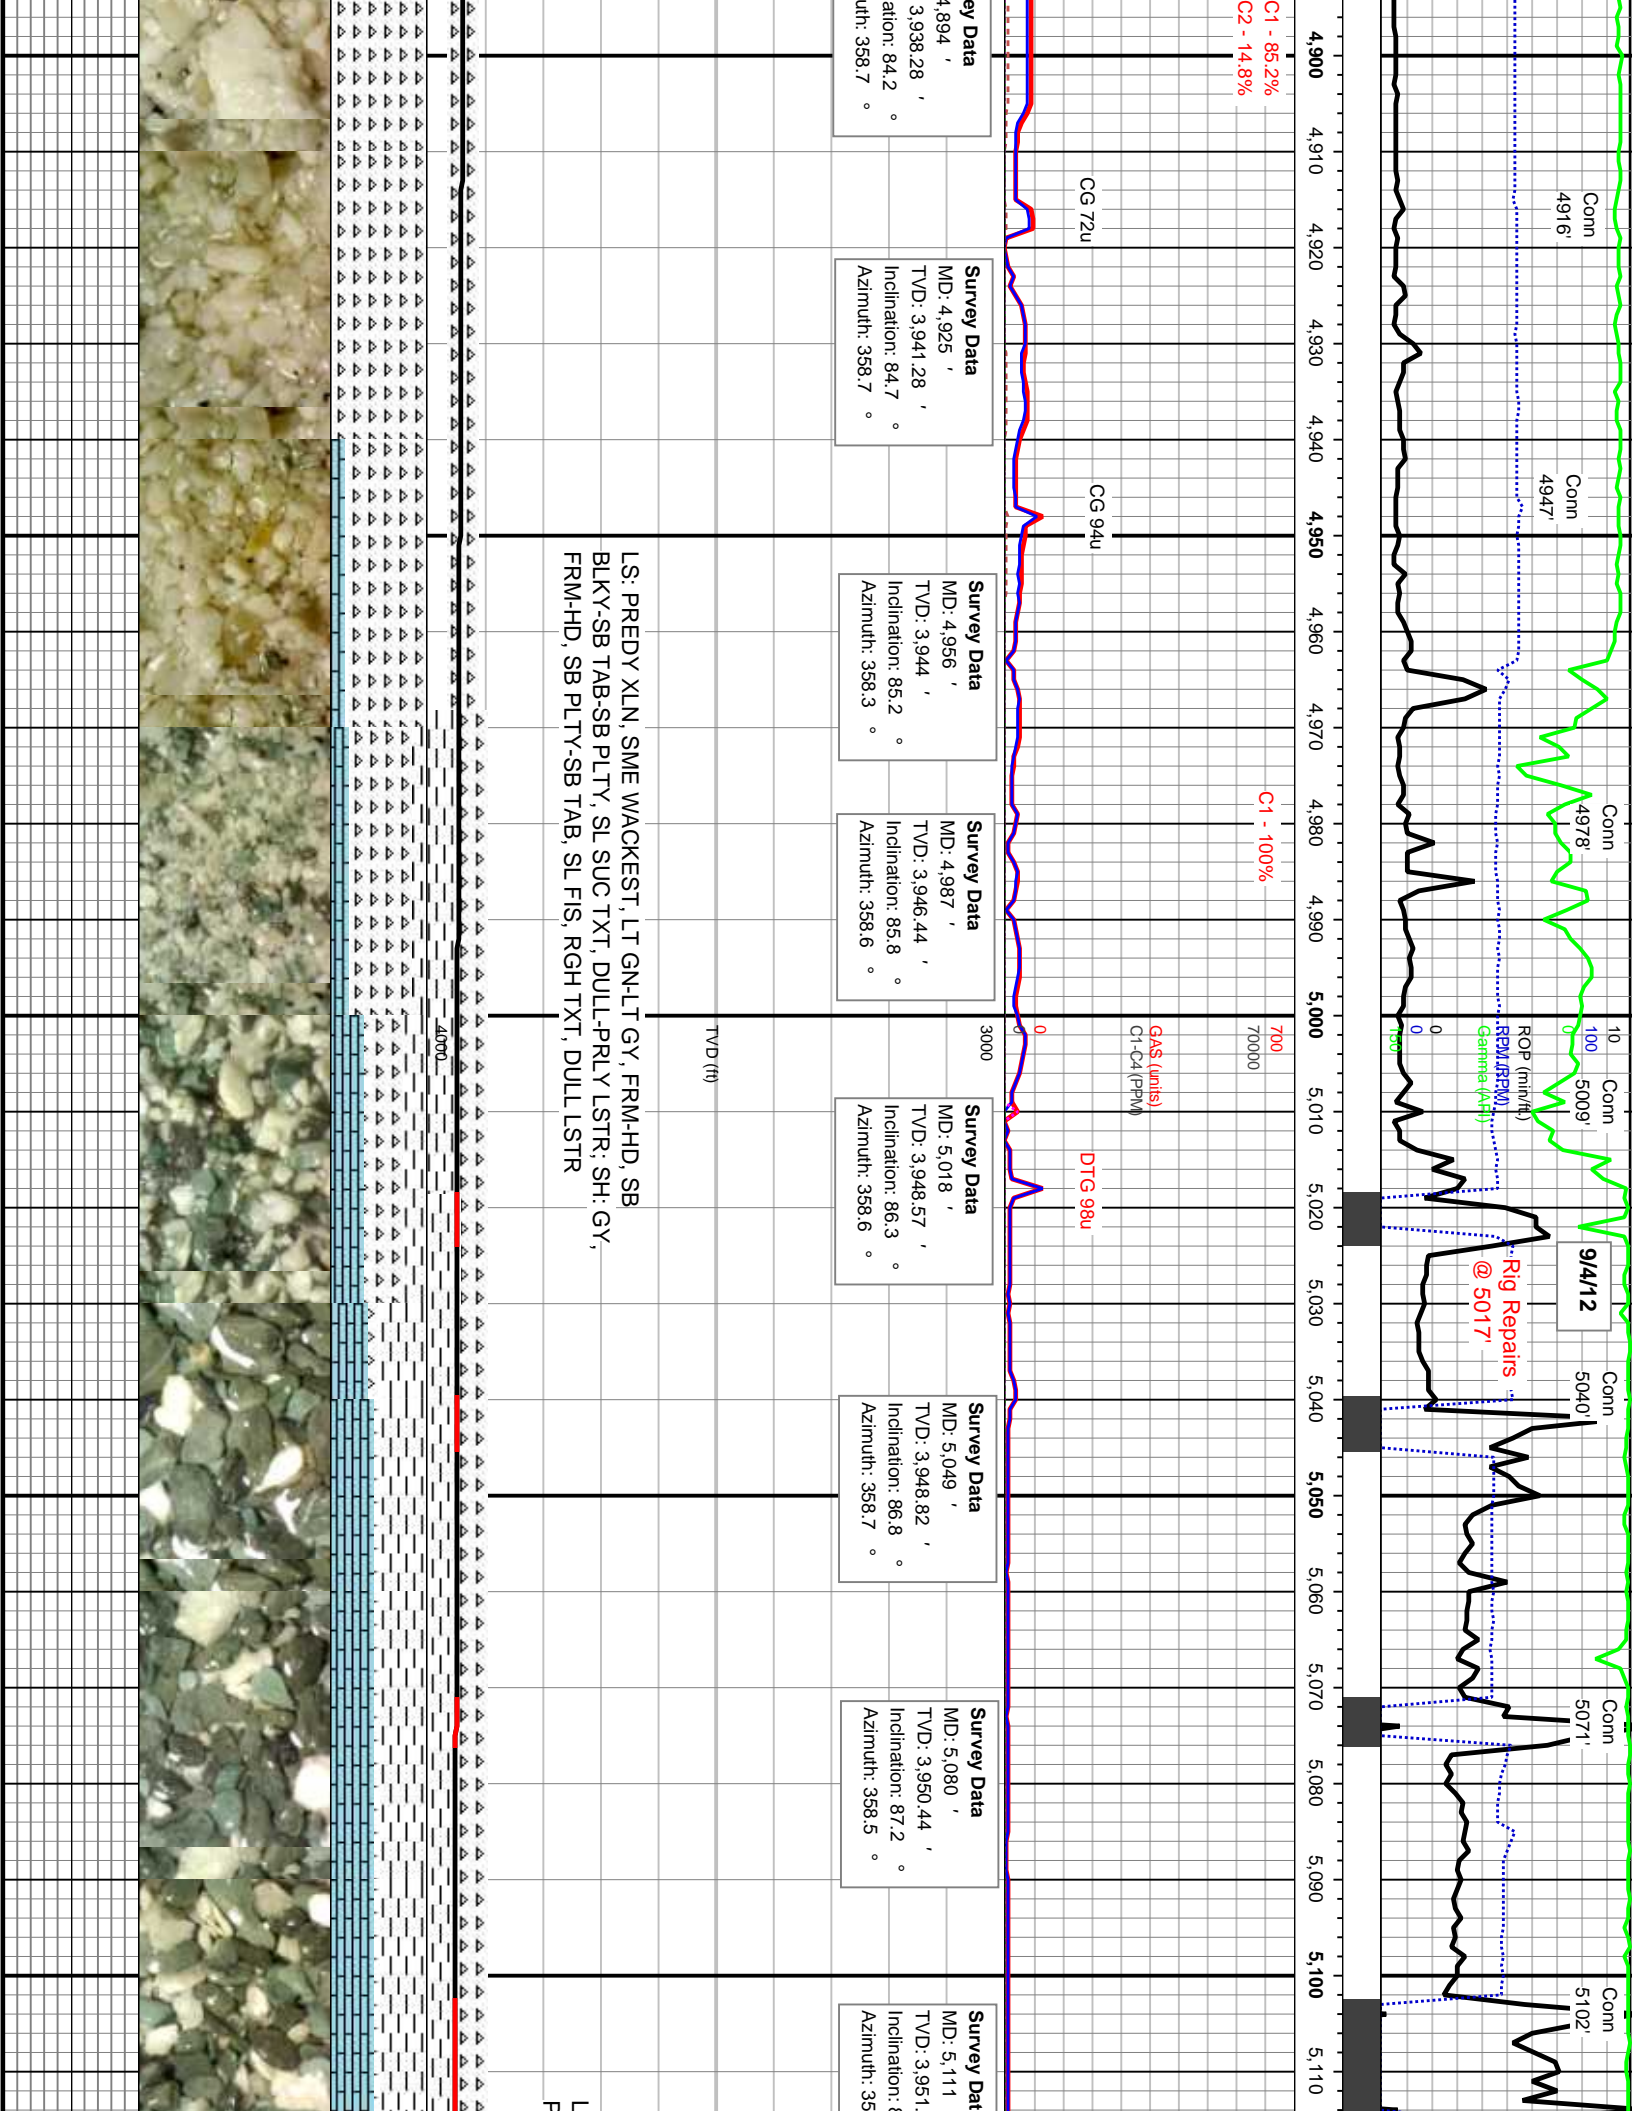 C1 - 85.2%
C2 - 14.8%
4,900
4,910
4,920
4,930
4,940
4,950
4,960
4,970
4,980
4,990
5,000
5,010
5,020
5,030
5,040
5,050
5,060
5,070
5,080
5,090
5,100
5,110
Conn
4916'
Conn
4947'
Conn
4978'
Conn
5009'
9/4/12
Rig Repairs
@ 5017'
Conn
5040'
Conn
5071'
Conn
5102'
10
100
0
ROP (min/ft.)
RPM (RPM)
Gamma (API)
0
0
150
CG 72u
CG 94u
C1 - 100%
DTG 98u
700
70000
GAS (units)
C1-C4 (PPM)
0
0
3000
TVD (ft)
4000
ey Data
4,894 '
3,938.28 '
ation: 84.2 °
uth: 358.7 °
Survey Data
MD: 4,925 '
TVD: 3,941.28 '
Inclination: 84.7 °
Azimuth: 358.7 °
Survey Data
MD: 4,956 '
TVD: 3,944 '
Inclination: 85.2 °
Azimuth: 358.3 °
Survey Data
MD: 4,987 '
TVD: 3,946.44 '
Inclination: 85.8 °
Azimuth: 358.6 °
Survey Data
MD: 5,018 '
TVD: 3,948.57 '
Inclination: 86.3 °
Azimuth: 358.6 °
Survey Data
MD: 5,049 '
TVD: 3,948.82 '
Inclination: 86.8 °
Azimuth: 358.7 °
Survey Data
MD: 5,080 '
TVD: 3,950.44 '
Inclination: 87.2 °
Azimuth: 358.5 °
Survey Dat
MD: 5,111
TVD: 3,951.
Inclination: 8
Azimuth: 35
LS: PREDY XLN, SME WACKEST, LT GN-LT GY, FRM-HD, SB
BLKY-SB TAB-SB PLTY, SL SUC TXT, DULL-PRLY LSTR; SH: GY,
FRM-HD, SB PLTY-SB TAB, SL FIS, RGH TXT, DULL LSTR